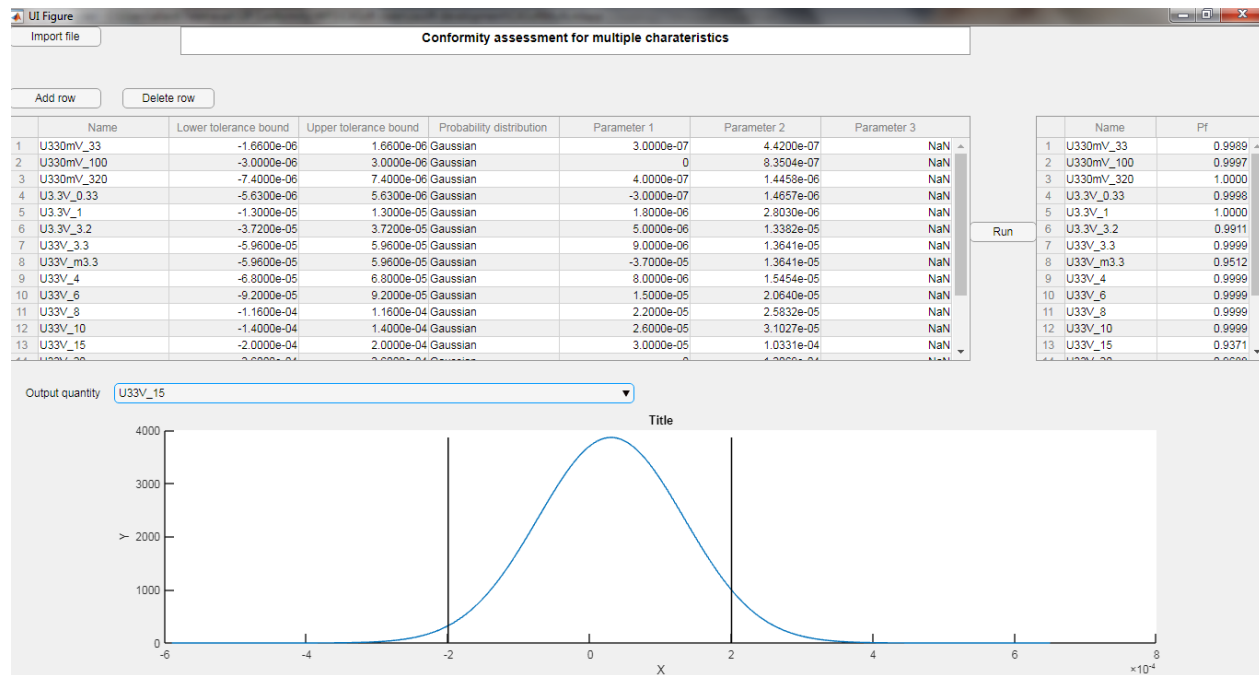 UI Figure
Import file
Conformity assessment for multiple charateristics
Add row Delete row
Name Lower tolerance bound Upper tolerance bound Probability distribution Parameter 1 Parameter 2 Parameter 3 Name Pf
1 U330mV_33 -1.6600e-06 1.6600e-06 Gaussian 3.0000e-07 4.4200e-07 NaN 1 U330mV_33 0.9989
2 U330mV_100 -3.0000e-06 3.0000e-06 Gaussian 0 8.3504e-07 NaN 2 U330mV_100 0.9997
3 U330mV_320 -7.4000e-06 7.4000e-06 Gaussian 4.0000e-07 1.4458e-06 NaN 3 U330mV_320 1.0000
4 U3.3V_0.33 -5.6300e-06 5.6300e-06 Gaussian -3.0000e-07 1.4657e-06 NaN 4 U3.3V_0.33 0.9998
5 U3.3V_1 -1.3000e-05 1.3000e-05 Gaussian 1.8000e-06 2.8030e-06 NaN 5 U3.3V_1 1.0000
6 U3.3V_3.2 -3.7200e-05 3.7200e-05 Gaussian 5.0000e-06 1.3382e-05 NaN Run 6 U3.3V_3.2 0.9911
7 U33V_3.3 -5.9600e-05 5.9600e-05 Gaussian 9.0000e-06 1.3641e-05 NaN 7 U33V_3.3 0.9999
8 U33V_m3.3 -5.9600e-05 5.9600e-05 Gaussian -3.7000e-05 1.3641e-05 NaN 8 U33V_m3.3 0.9512
9 U33V_4 -6.8000e-05 6.8000e-05 Gaussian 8.0000e-06 1.5454e-05 NaN 9 U33V_4 0.9999
10 U33V_6 -9.2000e-05 9.2000e-05 Gaussian 1.5000e-05 2.0640e-05 NaN 10 U33V_6 0.9999
11 U33V_8 -1.1600e-04 1.1600e-04 Gaussian 2.2000e-05 2.5832e-05 NaN 11 U33V_8 0.9999
12 U33V_10 -1.4000e-04 1.4000e-04 Gaussian 2.6000e-05 3.1027e-05 NaN 12 U33V_10 0.9999
13 U33V_15 -2.0000e-04 2.0000e-04 Gaussian 3.0000e-05 1.0331e-04 NaN 13 U33V_15 0.9371
Output quantity U33V_15
Title
4000
3000
Y 2000
1000
0
-6 -4 -2 0 2 4 6 8
X ×10-4